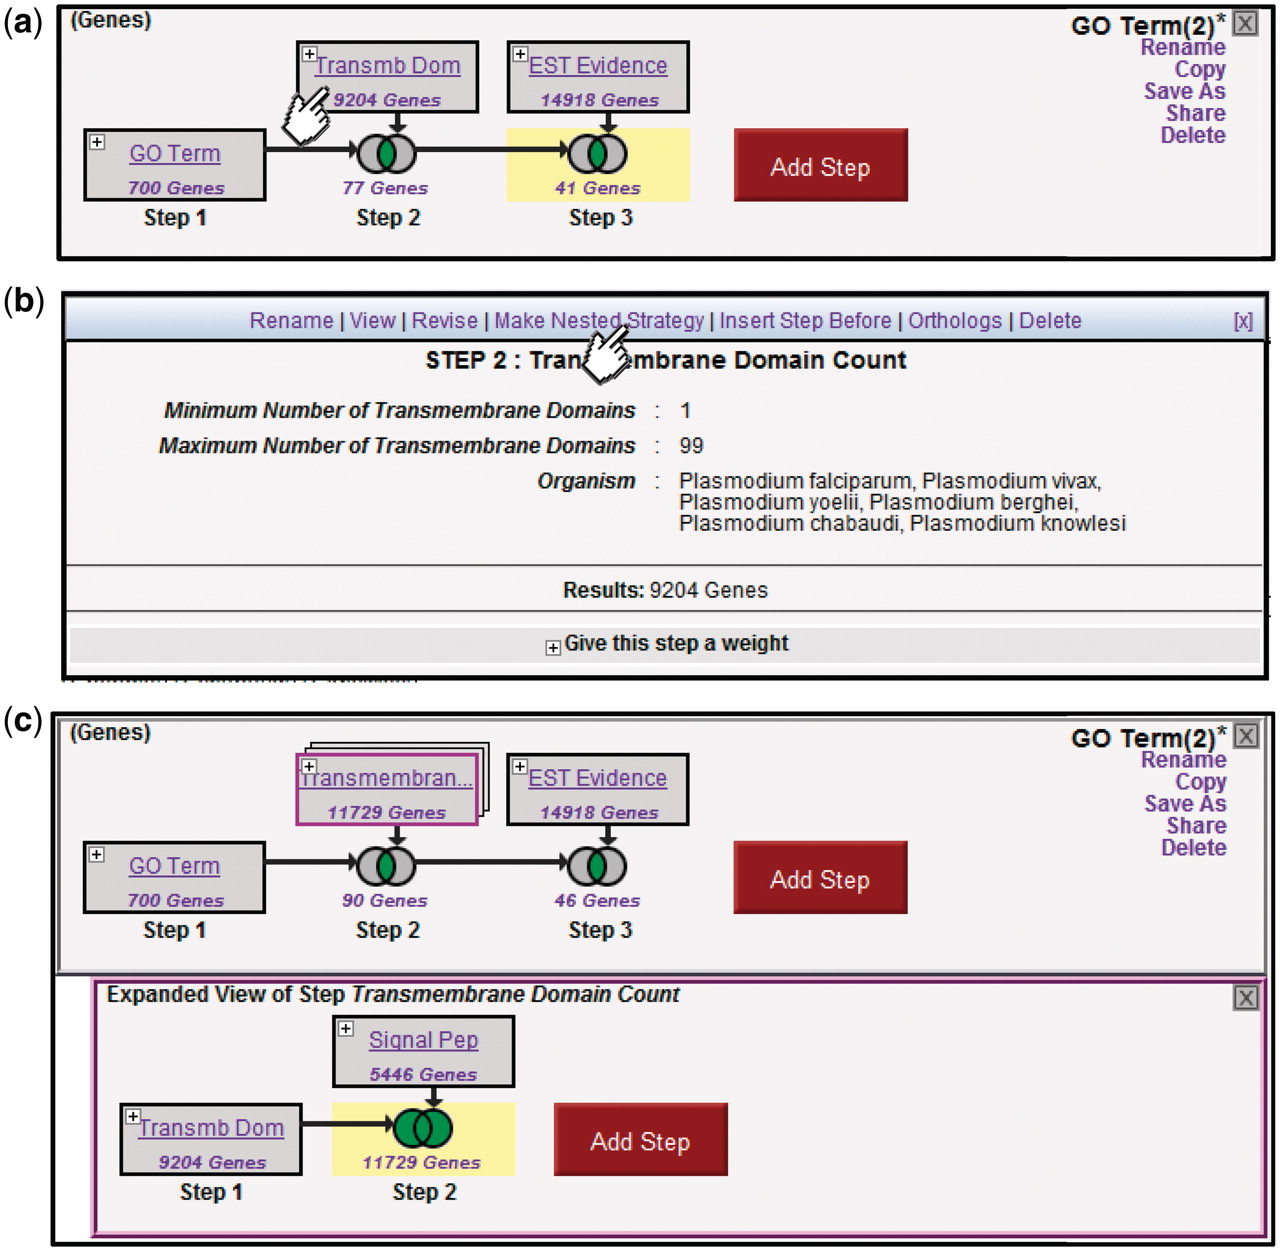 (a)
(Genes)
GO Term(2)* X
Rename
Copy
Save As
Share
Delete
Transmb Dom
9204 Genes
EST Evidence
14918 Genes
GO Term
700 Genes
Step 1
77 Genes
Step 2
41 Genes
Step 3
Add Step
(b)
Rename | View | Revise | Make Nested Strategy | Insert Step Before | Orthologs | Delete [x]
STEP 2 : Transmembrane Domain Count
Minimum Number of Transmembrane Domains : 1
Maximum Number of Transmembrane Domains : 99
Organism : Plasmodium falciparum, Plasmodium vivax,
Plasmodium yoelii, Plasmodium berghei,
Plasmodium chabaudi, Plasmodium knowlesi
Results: 9204 Genes
Give this step a weight
(c)
(Genes)
GO Term(2)* X
Rename
Copy
Save As
Share
Delete
Transmembran...
11729 Genes
EST Evidence
14918 Genes
GO Term
700 Genes
Step 1
90 Genes
Step 2
46 Genes
Step 3
Add Step
Expanded View of Step Transmembrane Domain Count X
Signal Pep
5446 Genes
Transmb Dom
9204 Genes
Step 1
11729 Genes
Step 2
Add Step